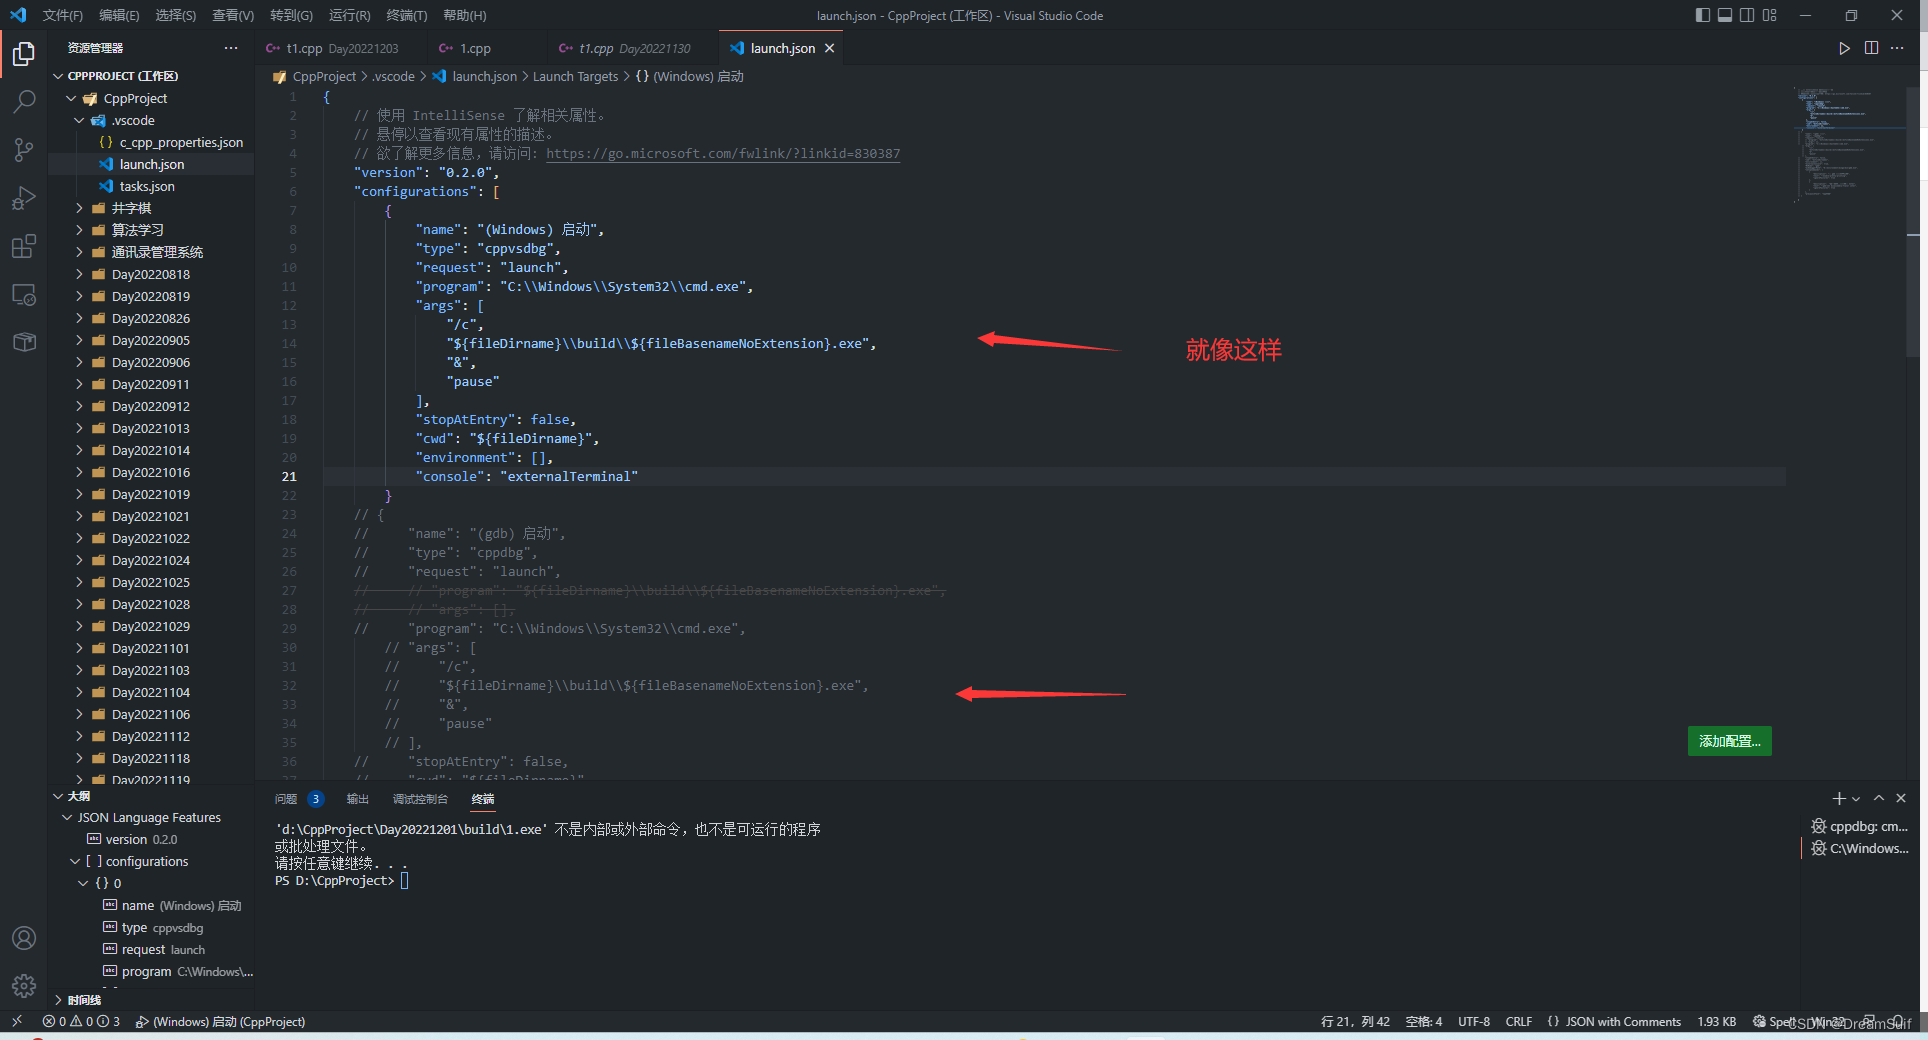 文件(F) 编辑(E) 选择(S) 查看(V) 转到(G) 运行(R) 终端(T) 帮助(H)
launch.json - CppProject (工作区) - Visual Studio Code
资源管理器
t1.cpp Day20221203
1.cpp
t1.cpp Day20221130
launch.json
CPPPROJECT (工作区)
CppProject
.vscode
c_cpp_properties.json
launch.json
tasks.json
井字棋
算法学习
通讯录管理系统
Day20220818
Day20220819
Day20220826
Day20220905
Day20220906
Day20220911
Day20220912
Day20221013
Day20221014
Day20221016
Day20221019
Day20221021
Day20221022
Day20221024
Day20221025
Day20221028
Day20221029
Day20221101
Day20221103
Day20221104
Day20221106
Day20221112
Day20221118
Day20221119
大纲
JSON Language Features
version 0.2.0
[ ] configurations
{} 0
name (Windows) 启动
type cppvsdbg
request launch
program C:\Windows\...
时间线
CppProject > .vscode > launch.json > Launch Targets > {} (Windows) 启动
1 {
2 // 使用 IntelliSense 了解相关属性。
3 // 悬停以查看现有属性的描述。
4 // 欲了解更多信息，请访问: https://go.microsoft.com/fwlink/?linkid=830387
5 "version": "0.2.0",
6 "configurations": [
7 {
8 "name": "(Windows) 启动",
9 "type": "cppvsdbg",
10 "request": "launch",
11 "program": "C:\\Windows\\System32\\cmd.exe",
12 "args": [
13 "/c",
14 "${fileDirname}\\build\\${fileBasenameNoExtension}.exe",
15 "&",
16 "pause"
17 ],
18 "stopAtEntry": false,
19 "cwd": "${fileDirname}",
20 "environment": [],
21 "console": "externalTerminal"
22 }
23 // {
24 // "name": "(gdb) 启动",
25 // "type": "cppdbg",
26 // "request": "launch",
27 // // "program": "${fileDirname}\\build\\${fileBasenameNoExtension}.exe",
28 // // "args": [],
29 // "program": "C:\\Windows\\System32\\cmd.exe",
30 // "args": [
31 // "/c",
32 // "${fileDirname}\\build\\${fileBasenameNoExtension}.exe",
33 // "&",
34 // "pause"
35 // ],
36 // "stopAtEntry": false,
37 // "cwd": "${fileDirname}"
就像这样
添加配置...
问题 3 输出 调试控制台 终端
'd:\CppProject\Day20221201\build\1.exe' 不是内部或外部命令，也不是可运行的程序
或批处理文件。
请按任意键继续. . .
PS D:\CppProject>
cppdbg: cm...
C:\Windows...
0 0 3 (Windows) 启动 (CppProject)
行 21，列 42 空格: 4 UTF-8 CRLF {} JSON with Comments 1.93 KB Spell Win32
CSDN @DreamSuif